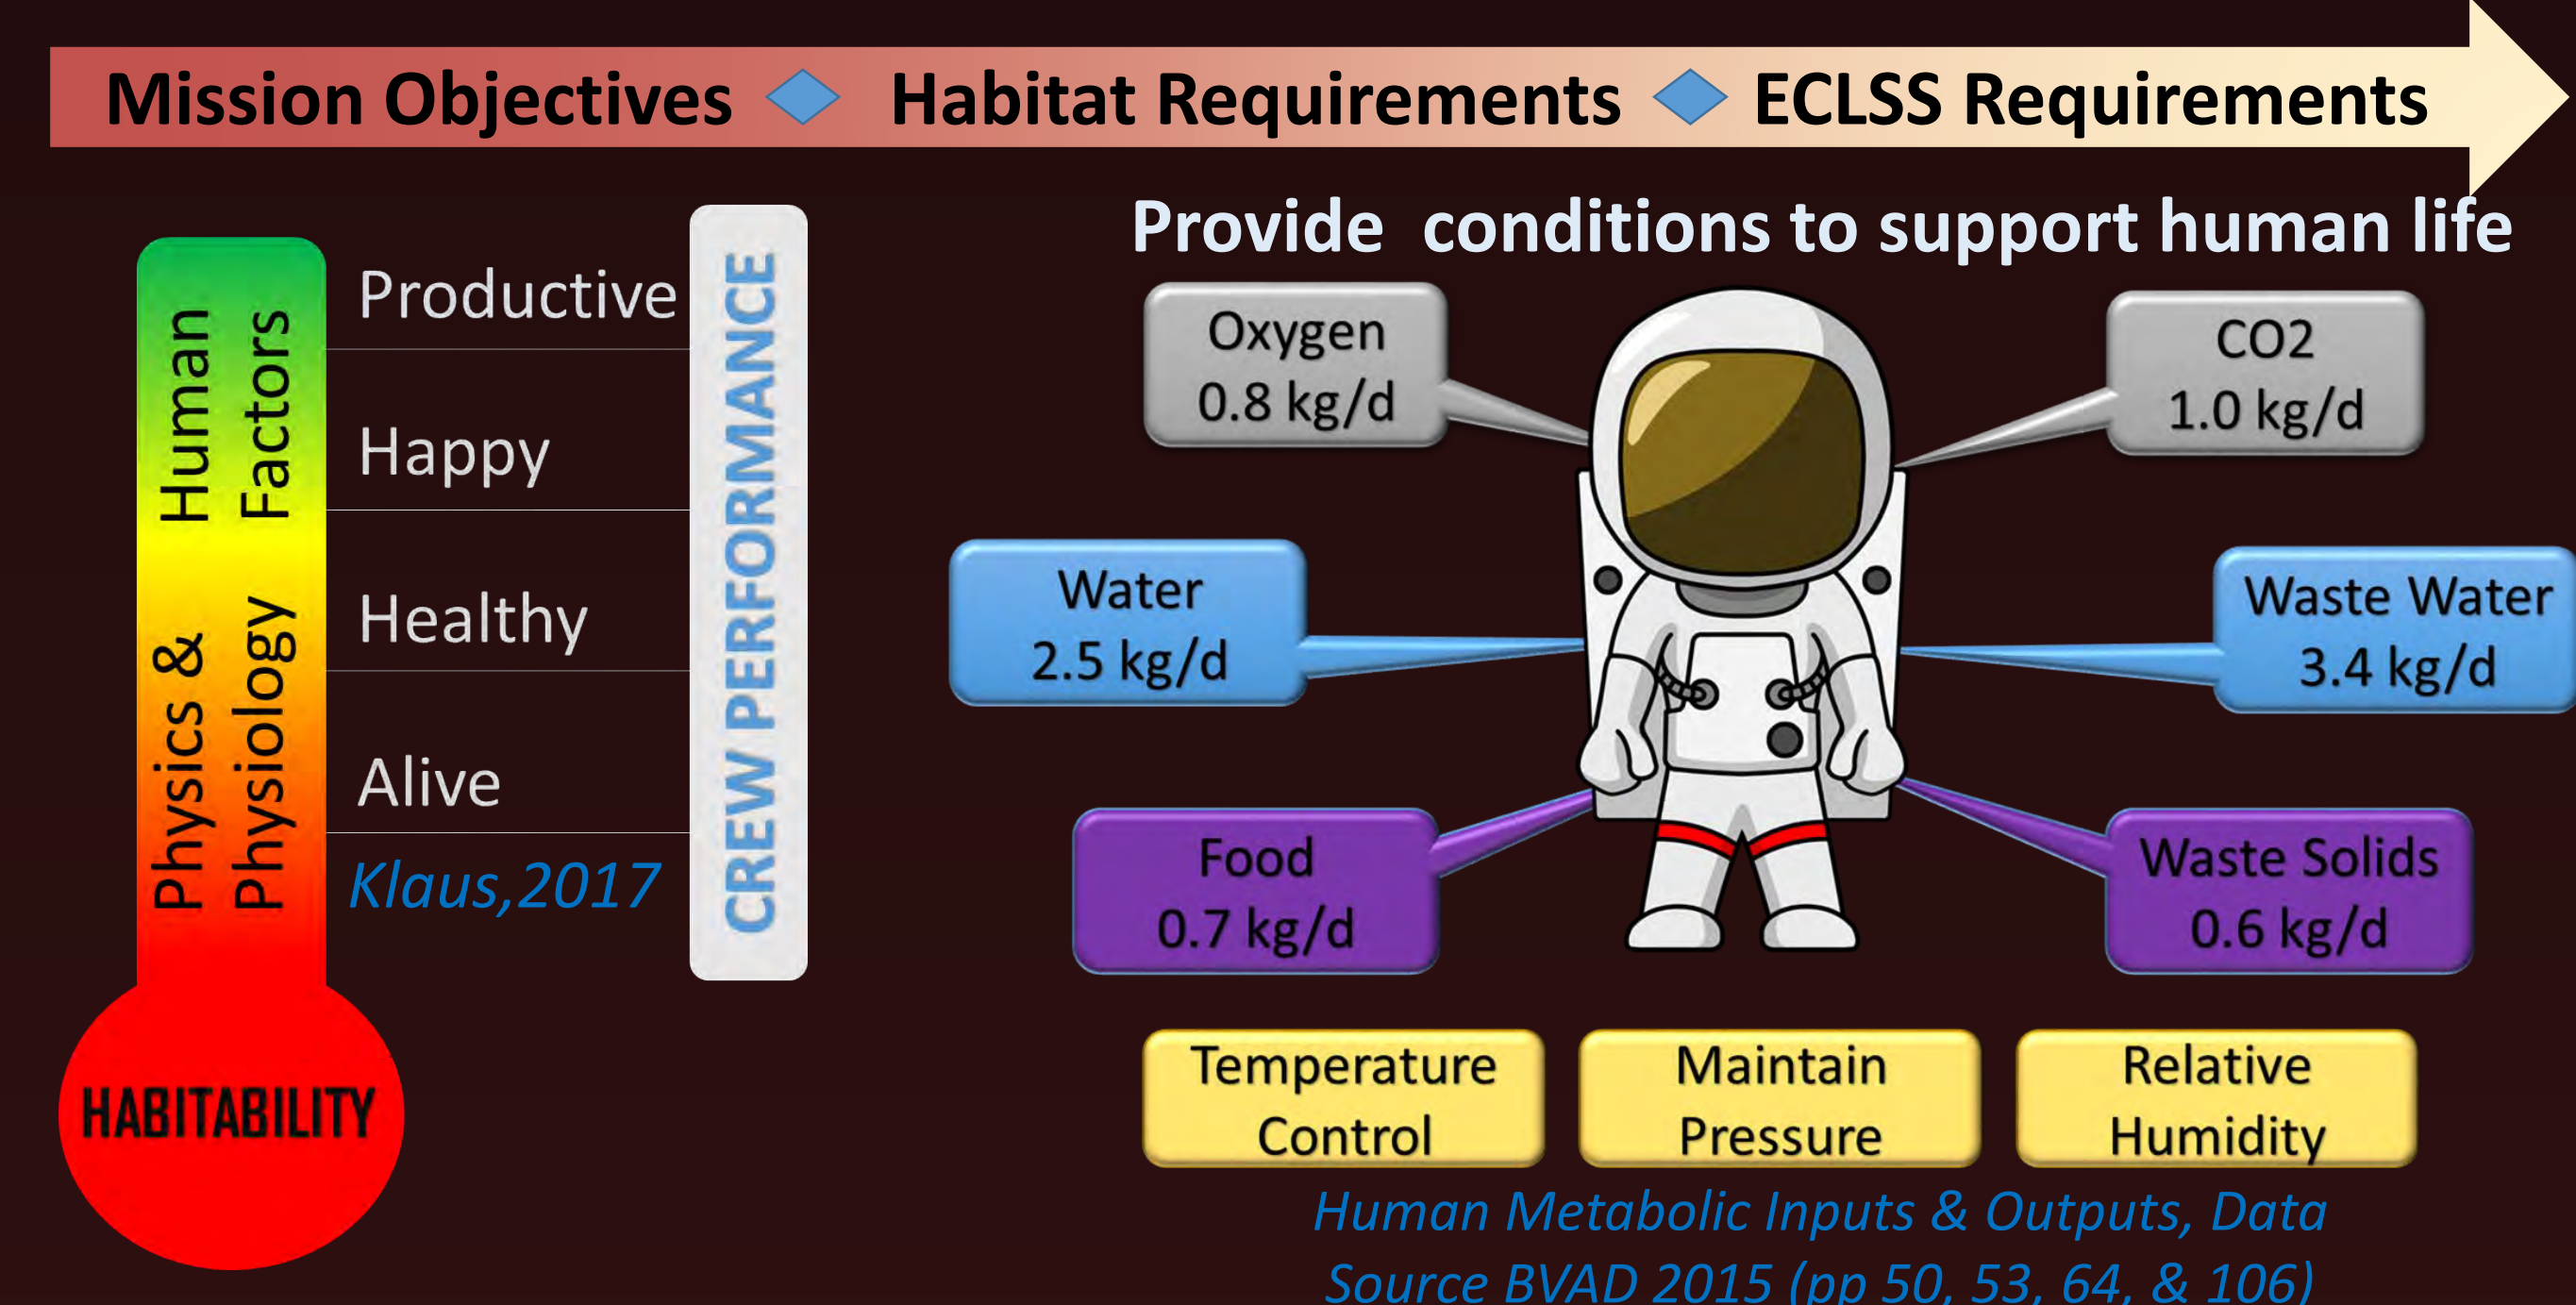 Mission Objectives Habitat Requirements ECLSS Requirements
Human
Factors
Physics &
Physiology
HABITABILITY
Productive
Happy
Healthy
Alive
Klaus,2017
CREW PERFORMANCE
Provide conditions to support human life
Oxygen
0.8 kg/d
CO2
1.0 kg/d
Water
2.5 kg/d
Waste Water
3.4 kg/d
Food
0.7 kg/d
Waste Solids
0.6 kg/d
Temperature
Control
Maintain
Pressure
Relative
Humidity
Human Metabolic Inputs & Outputs, Data
Source BVAD 2015 (pp 50, 53, 64, & 106)